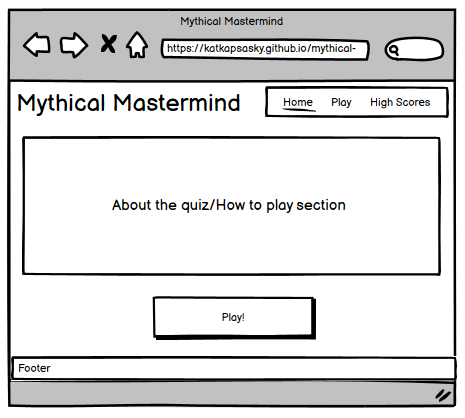 Mythical Mastermind
https://katkapsasky.github.io/mythical-
Mythical Mastermind
Home Play High Scores
About the quiz/How to play section
Play!
Footer